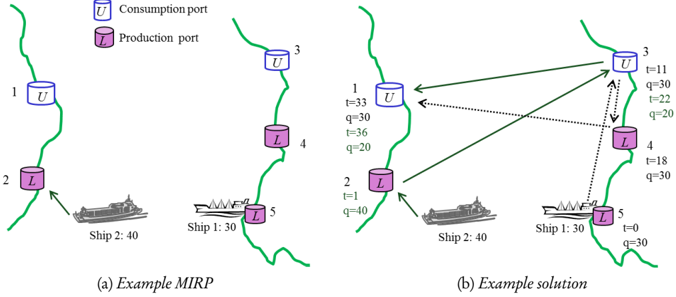 U Consumption port
L Production port
3
U
1
U
4
L
2
L
5
L
Ship 1: 30
Ship 2: 40
(a) Example MIRP
3
U
t=11
q=30
t=22
q=20
1
U
t=33
q=30
t=36
q=20
4
L
t=18
q=30
2
L
t=1
q=40
5
L
t=0
q=30
Ship 1: 30
Ship 2: 40
(b) Example solution